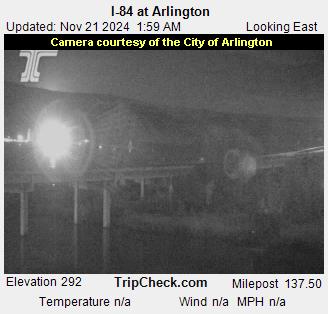 I-84 at Arlington
Updated: Nov 21 2024 1:59 AM Looking East
Camera courtesy of the City of Arlington
Elevation 292 TripCheck.com Milepost 137.50
Temperature n/a Wind n/a MPH n/a